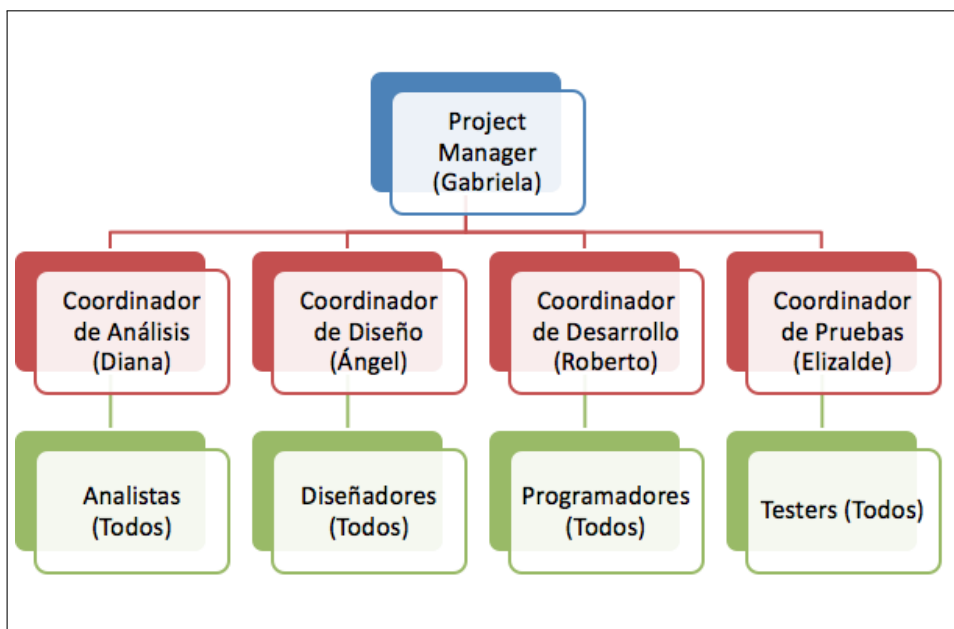 Project
Manager
(Gabriela)
Coordinador
de Análisis
(Diana)
Coordinador
de Diseño
(Ángel)
Coordinador
de Desarrollo
(Roberto)
Coordinador
de Pruebas
(Elizalde)
Analistas
(Todos)
Diseñadores
(Todos)
Programadores
(Todos)
Testers (Todos)